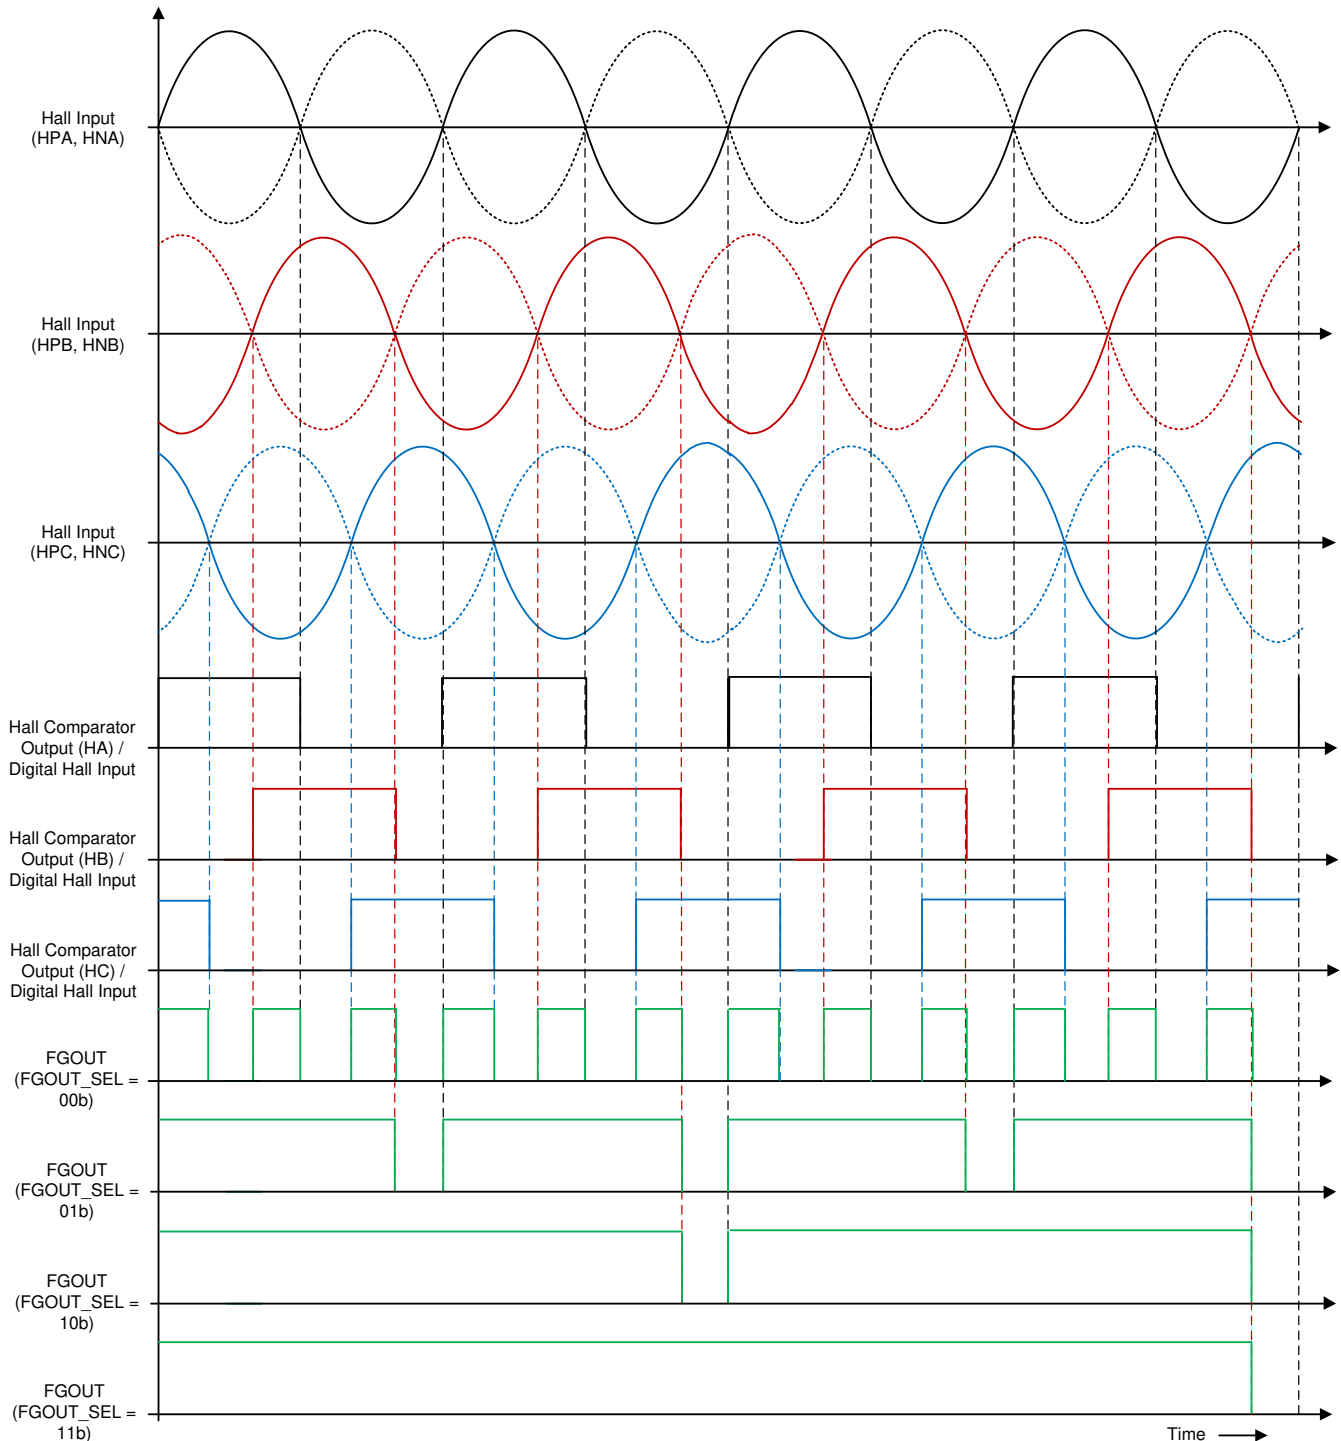 Hall Input
(HPA, HNA)
Hall Input
(HPB, HNB)
Hall Input
(HPC, HNC)
Hall Comparator
Output (HA) /
Digital Hall Input
Hall Comparator
Output (HB) /
Digital Hall Input
Hall Comparator
Output (HC) /
Digital Hall Input
FGOUT
(FGOUT_SEL =
00b)
FGOUT
(FGOUT_SEL =
01b)
FGOUT
(FGOUT_SEL =
10b)
FGOUT
(FGOUT_SEL =
11b)
Time